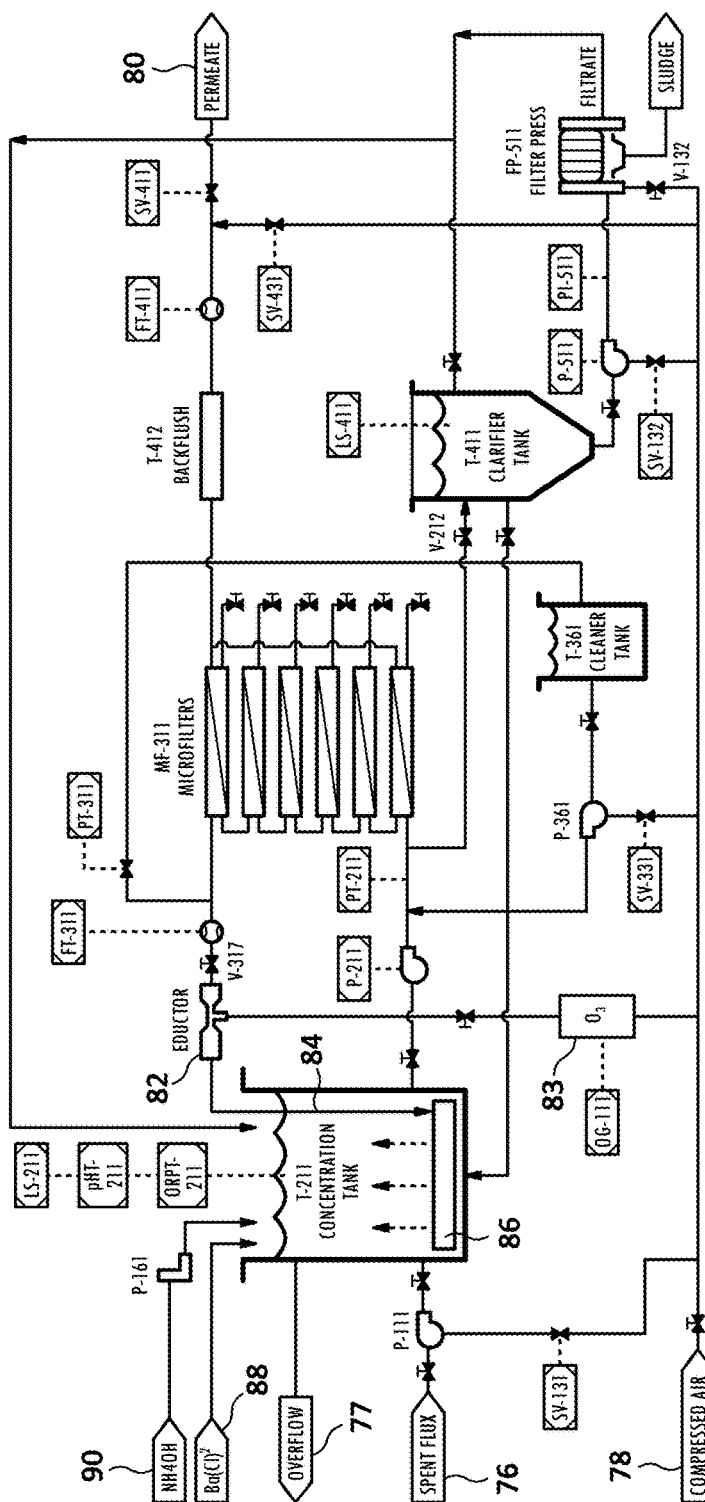 90
NH4OH
P-161
88
Ba(Cl)²
LS-211
pHT-
211
ORPT-
211
77
OVERFLOW
T-211
CONCENTRATION
TANK
84
86
76
SPENT FLUX
P-111
SV-131
78
COMPRESSED AIR
82
EDUCTOR
V-317
FT-311
PT-311
P-211
PT-211
83
O₃
OG-111
MF-311
MICROFILTERS
P-361
SV-331
T-361
CLEANER
TANK
T-412
BACKFLUSH
V-212
T-411
CLARIFIER
TANK
LS-411
FT-411
SV-411
SV-431
80
PERMEATE
P-511
PI-511
SV-132
FP-511
FILTER PRESS
FILTRATE
V-132
SLUDGE